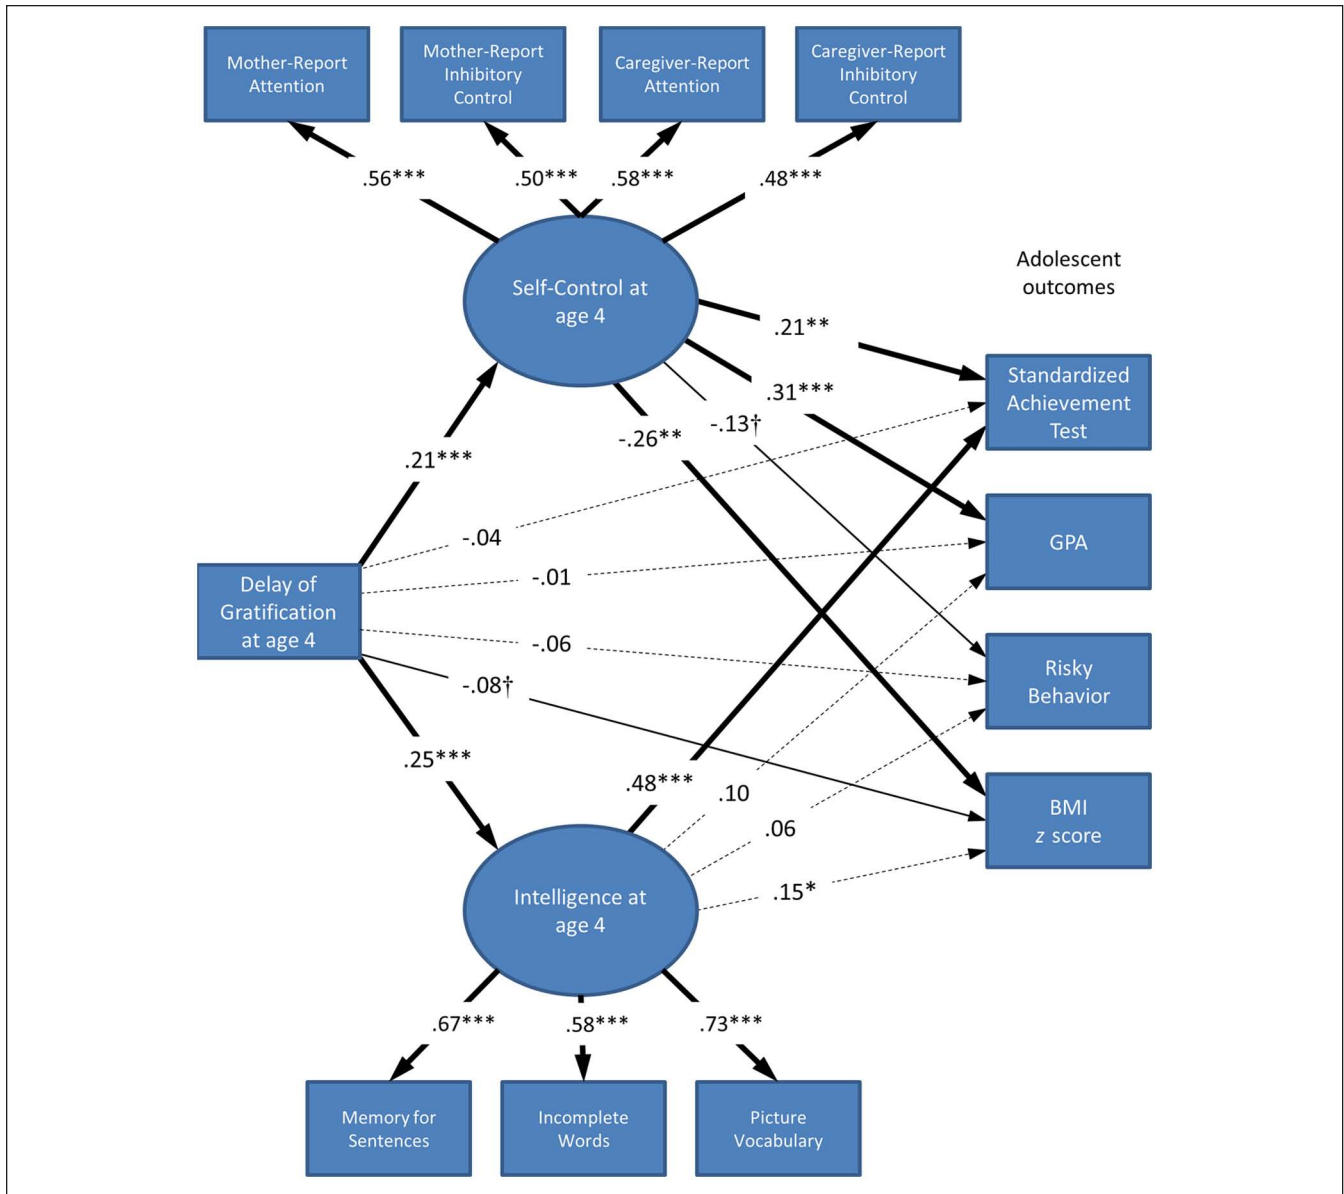 Mother-Report
Attention
Mother-Report
Inhibitory
Control
Caregiver-Report
Attention
Caregiver-Report
Inhibitory
Control
.56***
.50***
.58***
.48***
Self-Control at
age 4
Adolescent
outcomes
.21**
.31***
-.13†
-.26**
Standardized
Achievement
Test
.21***
-.04
-.01
GPA
Delay of
Gratification
at age 4
-.06
-.08†
Risky
Behavior
.25***
.48***
.10
.06
.15*
BMI
z score
Intelligence at
age 4
.67***
.58***
.73***
Memory for
Sentences
Incomplete
Words
Picture
Vocabulary